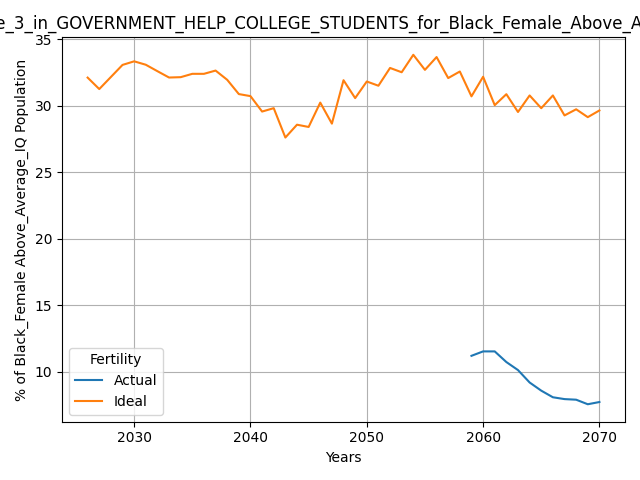 e_3_in_GOVERNMENT_HELP_COLLEGE_STUDENTS_for_Black_Female_Above_A
% of Black_Female Above_Average_IQ Population
35
30
25
20
15
10
Fertility
Actual
Ideal
2030 2040 2050 2060 2070
Years